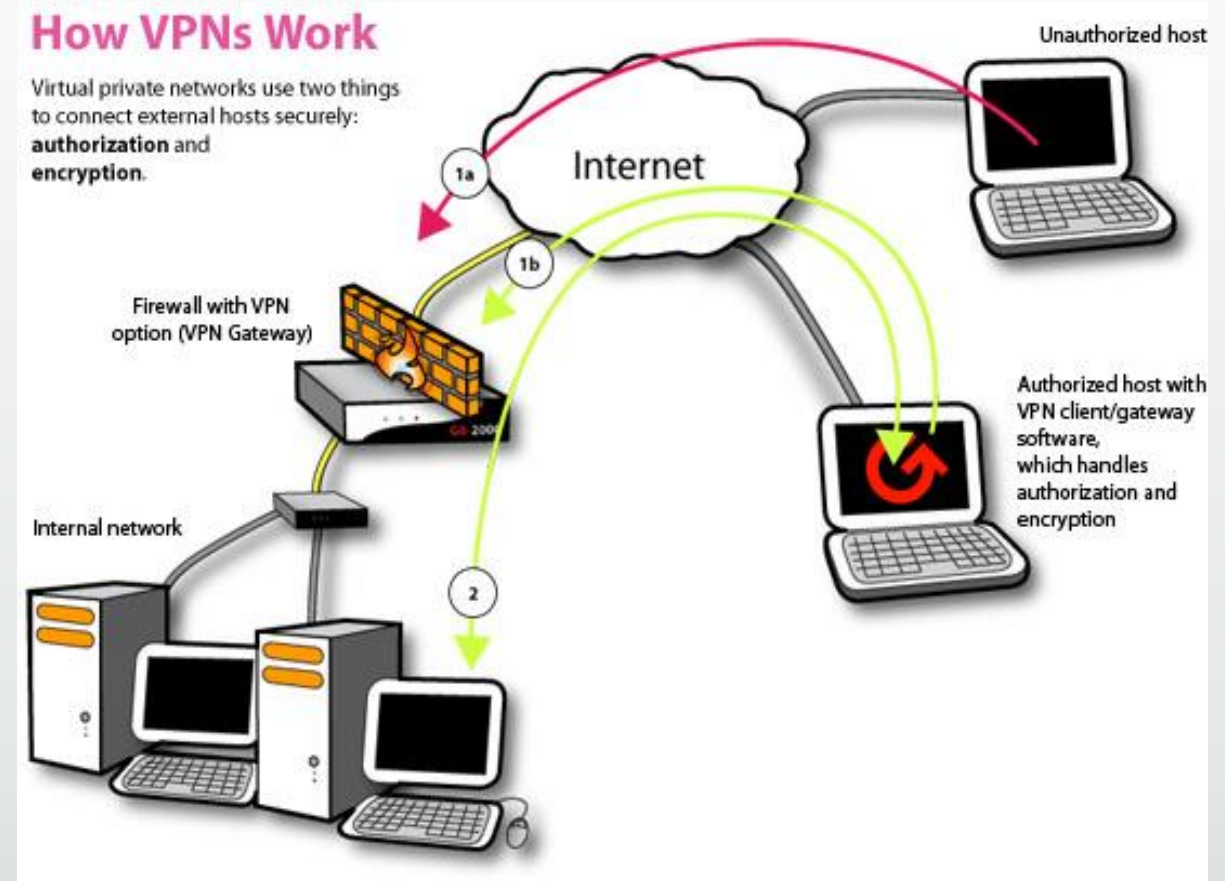 How VPNs Work
Virtual private networks use two things
to connect external hosts securely:
authorization and
encryption.
Unauthorized host
Internet
1a
1b
Firewall with VPN
option (VPN Gateway)
GB-2000
Authorized host with
VPN client/gateway
software,
which handles
authorization and
encryption
Internal network
2